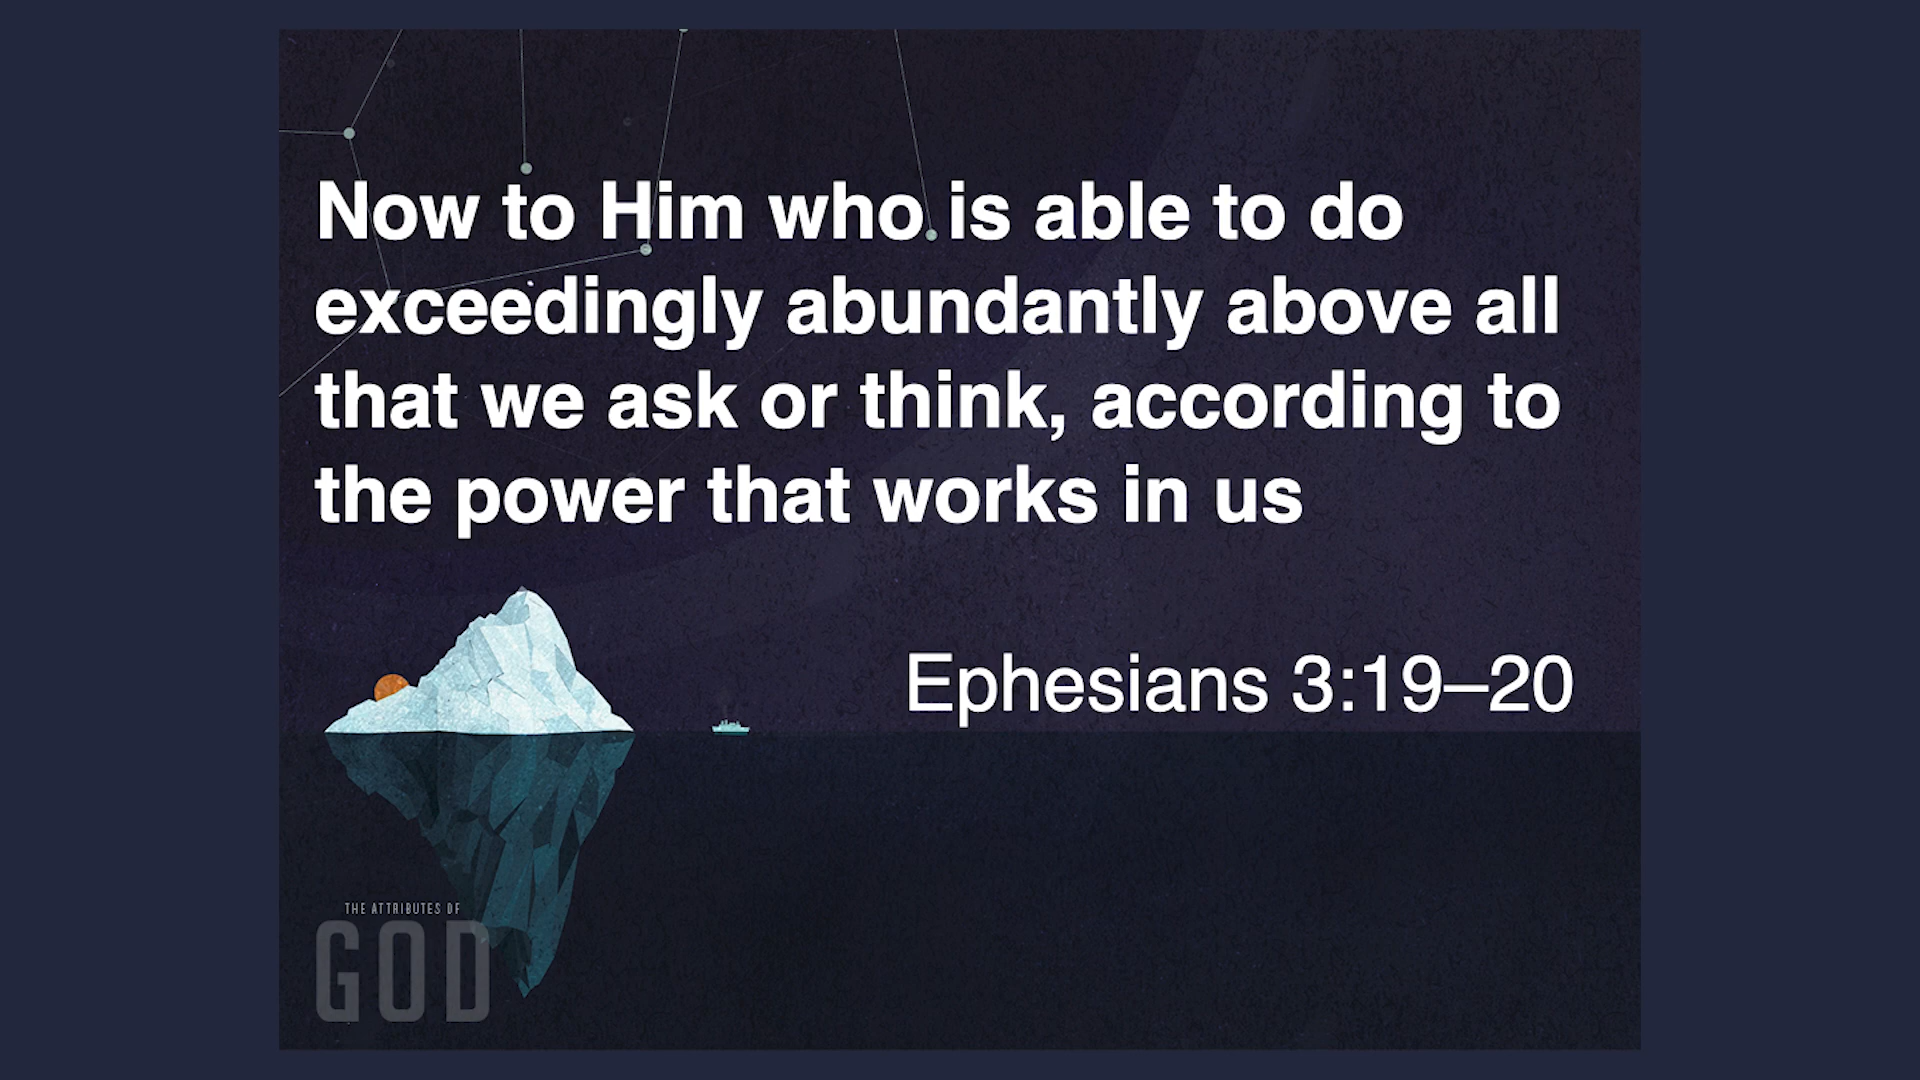 Now to Him who is able to do
exceedingly abundantly above all
that we ask or think, according to
the power that works in us
Ephesians 3:19–20
THE ATTRIBUTES OF
GOD